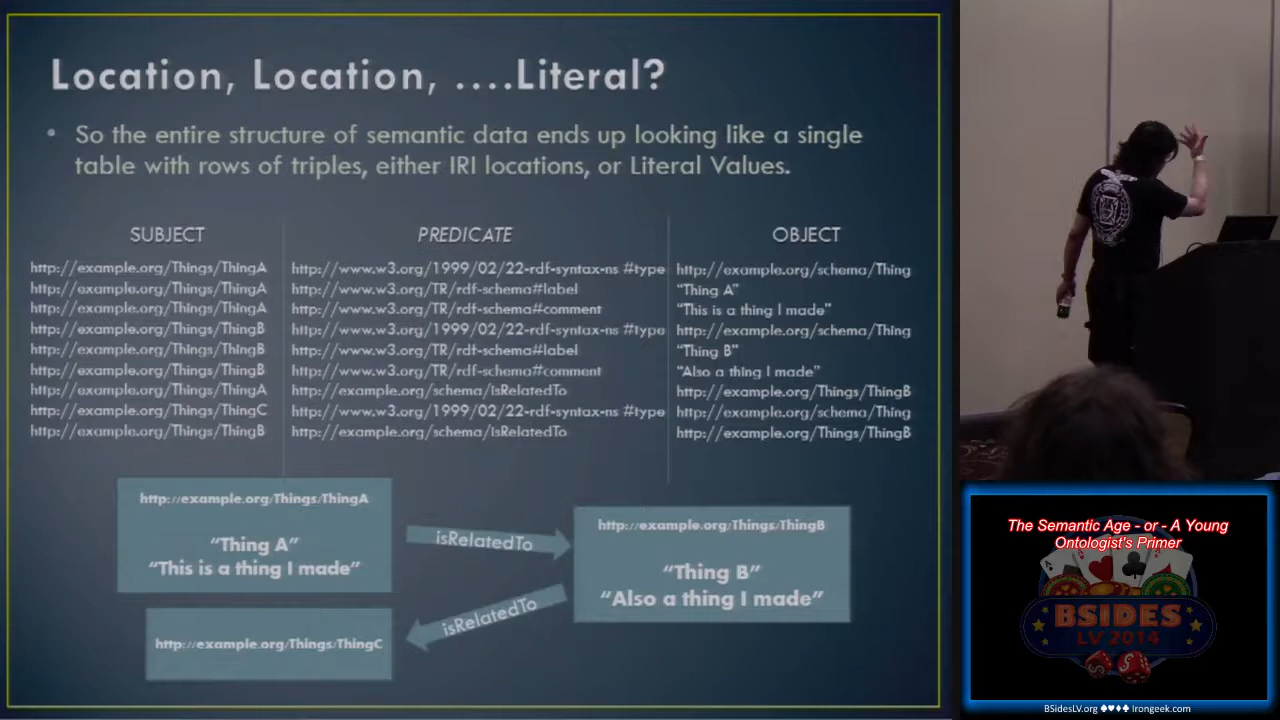 Location, Location, ....Literal?
• So the entire structure of semantic data ends up looking like a single
table with rows of triples, either IRI locations, or Literal Values.
SUBJECT PREDICATE OBJECT
http://example.org/Things/ThingA http://www.w3.org/1999/02/22-rdf-syntax-ns #type http://example.org/schema/Thing
http://example.org/Things/ThingA http://www.w3.org/TR/rdf-schema#label “Thing A”
http://example.org/Things/ThingA http://www.w3.org/TR/rdf-schema#comment “This is a thing I made”
http://example.org/Things/ThingB http://www.w3.org/1999/02/22-rdf-syntax-ns #type http://example.org/schema/Thing
http://example.org/Things/ThingB http://www.w3.org/TR/rdf-schema#label “Thing B”
http://example.org/Things/ThingB http://www.w3.org/TR/rdf-schema#comment “Also a thing I made”
http://example.org/Things/ThingA http://example.org/schema/isRelatedTo http://example.org/Things/ThingB
http://example.org/Things/ThingC http://www.w3.org/1999/02/22-rdf-syntax-ns #type http://example.org/schema/Thing
http://example.org/Things/ThingB http://example.org/schema/isRelatedTo http://example.org/Things/ThingB
http://example.org/Things/ThingA
“Thing A”
“This is a thing I made”
isRelatedTo
http://example.org/Things/ThingB
“Thing B”
“Also a thing I made”
isRelatedTo
http://example.org/Things/ThingC
The Semantic Age - or - A Young
Ontologist's Primer
BSIDES
LV 2014
BSidesLV.org ♠♥♦♣ Irongeek.com